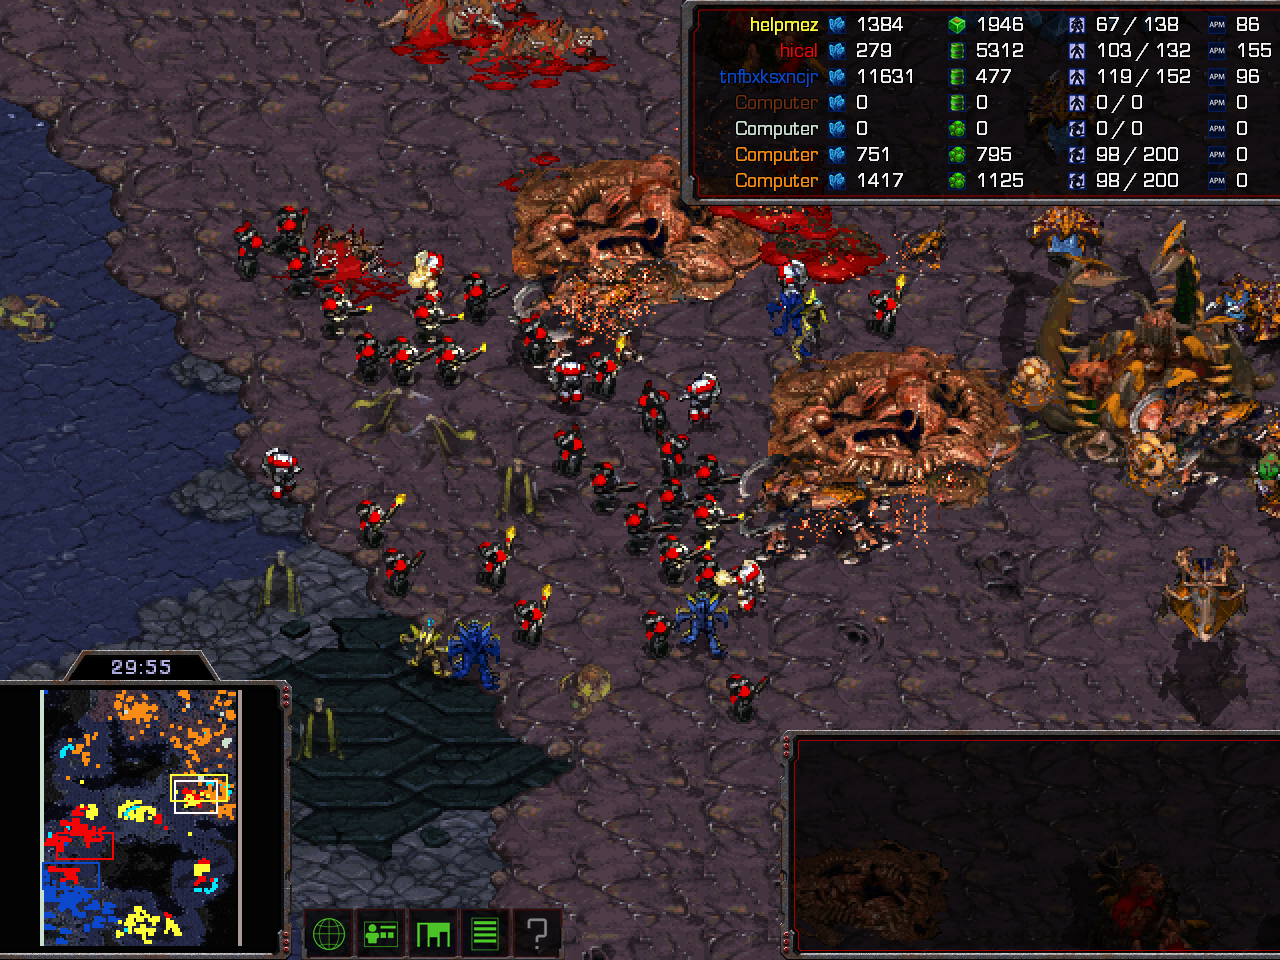 helpmez 1384 1946 67 / 138 APM 86
hical 279 5312 103 / 132 APM 155
tnfbxksxncjr 11631 477 119 / 152 APM 96
Computer 0 0 0 / 0 APM 0
Computer 0 0 0 / 0 APM 0
Computer 751 795 98 / 200 APM 0
Computer 1417 1125 98 / 200 APM 0
29:55
?